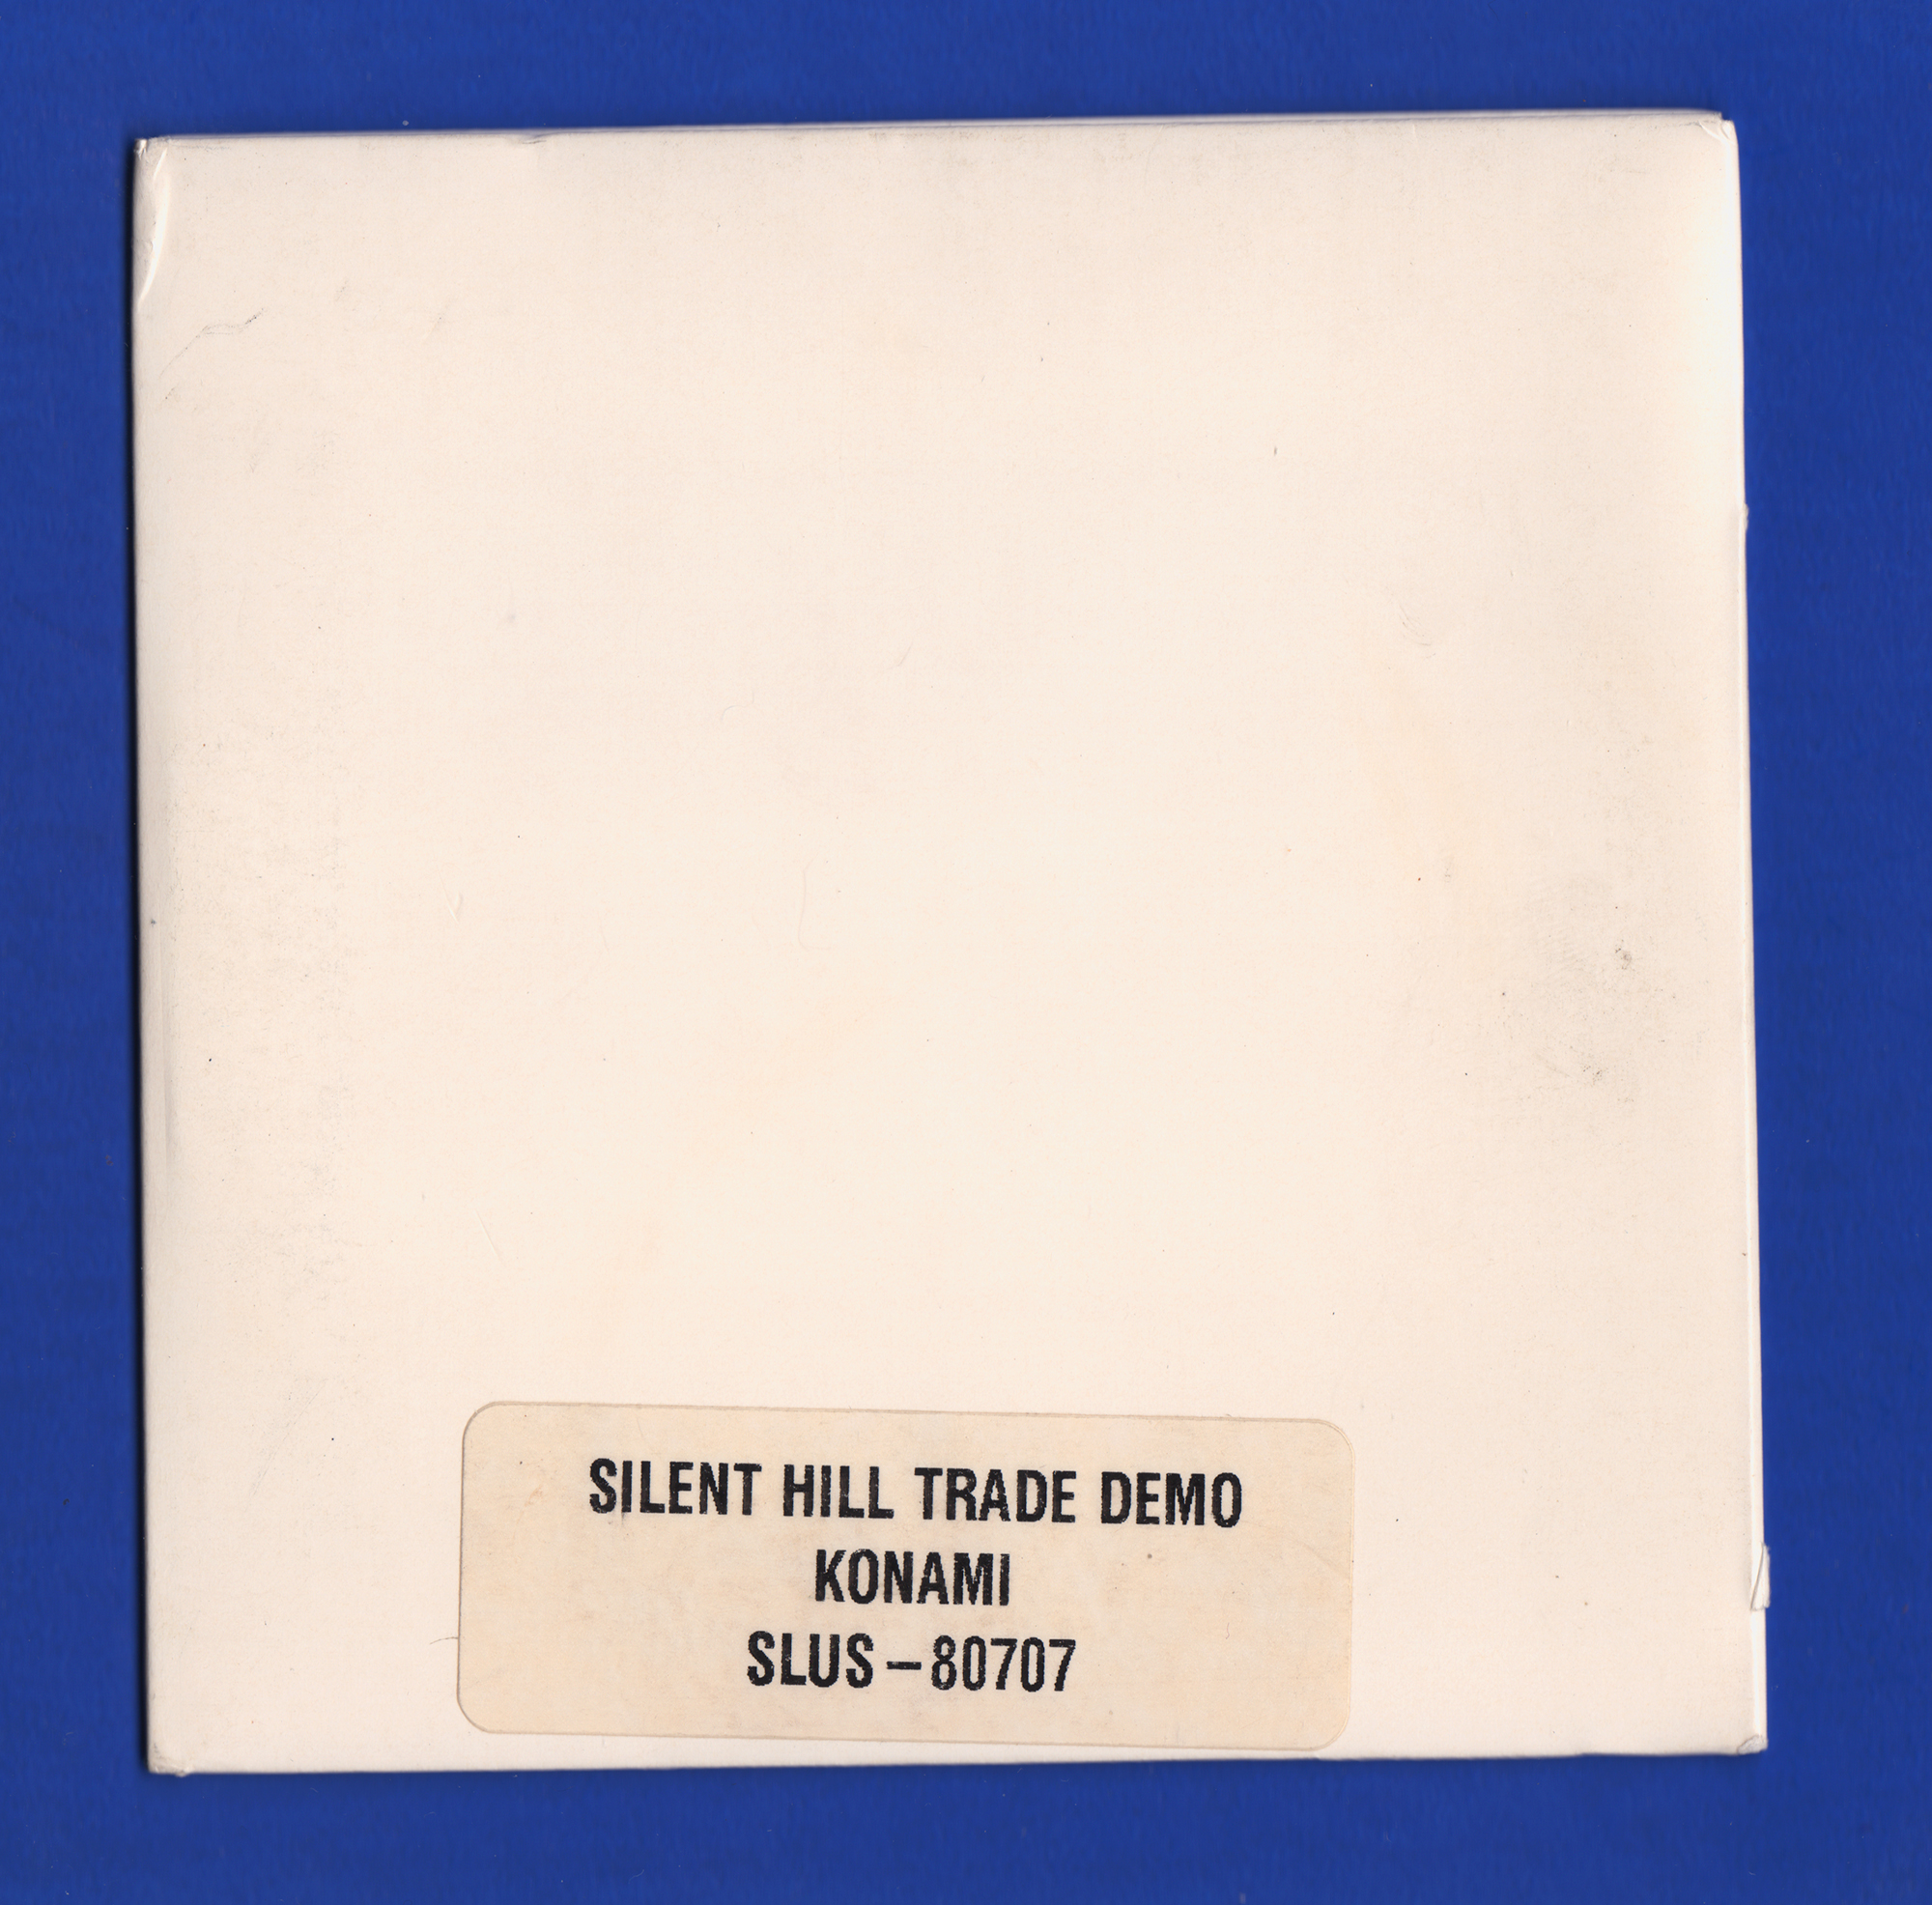 SILENT HILL TRADE DEMO
KONAMI
SLUS-80707